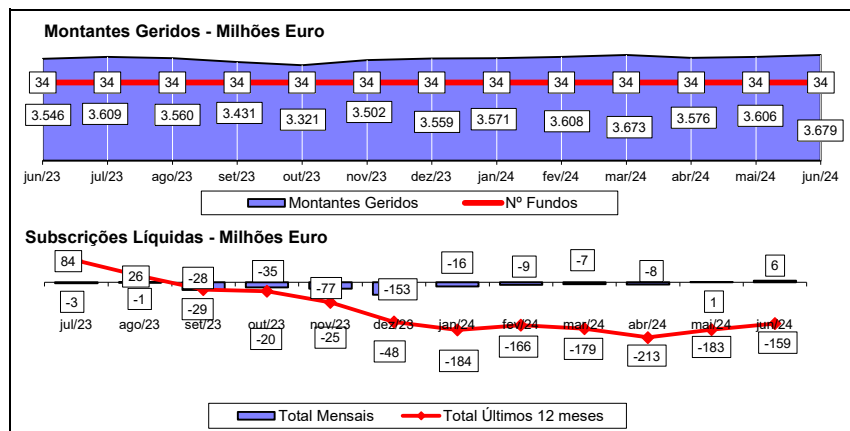 Montantes Geridos - Milhões Euro
34 34 34 34 34 34 34 34 34 34 34 34 34
3.546 3.609 3.560 3.431 3.321 3.502 3.559 3.571 3.608 3.673 3.576 3.606 3.679
jun/23 jul/23 ago/23 set/23 out/23 nov/23 dez/23 jan/24 fev/24 mar/24 abr/24 mai/24 jun/24
Montantes Geridos Nº Fundos
Subscrições Líquidas - Milhões Euro
84 26 -28 -35 -77 -153 -16 -9 -7 -8 6
-3 -1 -29 1
jul/23 ago/23 set/23 out/23 nov/23 dez/23 jan/24 fev/24 mar/24 abr/24 mai/24 jun/24
-20 -25 -48 -184 -166 -179 -213 -183 -159
Total Mensais Total Últimos 12 meses